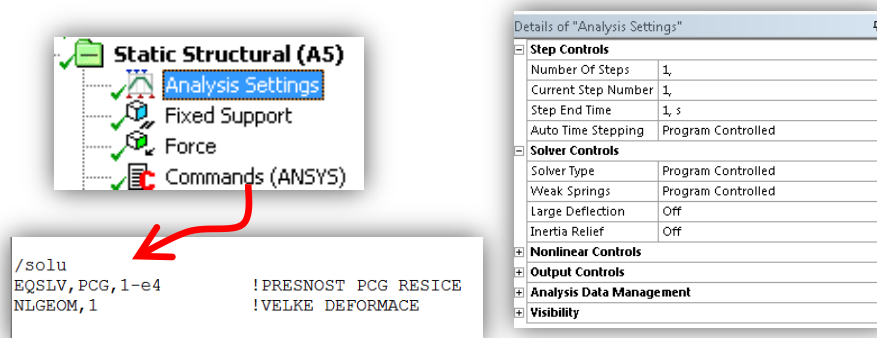 Static Structural (A5)
Analysis Settings
Fixed Support
Force
Commands (ANSYS)
/solu
EQSLV,PCG,1-e4 !PRESNOST PCG RESICE
NLGEOM,1 !VELKE DEFORMACE
Details of "Analysis Settings"
Step Controls
Number Of Steps 1,
Current Step Number 1,
Step End Time 1, s
Auto Time Stepping Program Controlled
Solver Controls
Solver Type Program Controlled
Weak Springs Program Controlled
Large Deflection Off
Inertia Relief Off
Nonlinear Controls
Output Controls
Analysis Data Management
Visibility